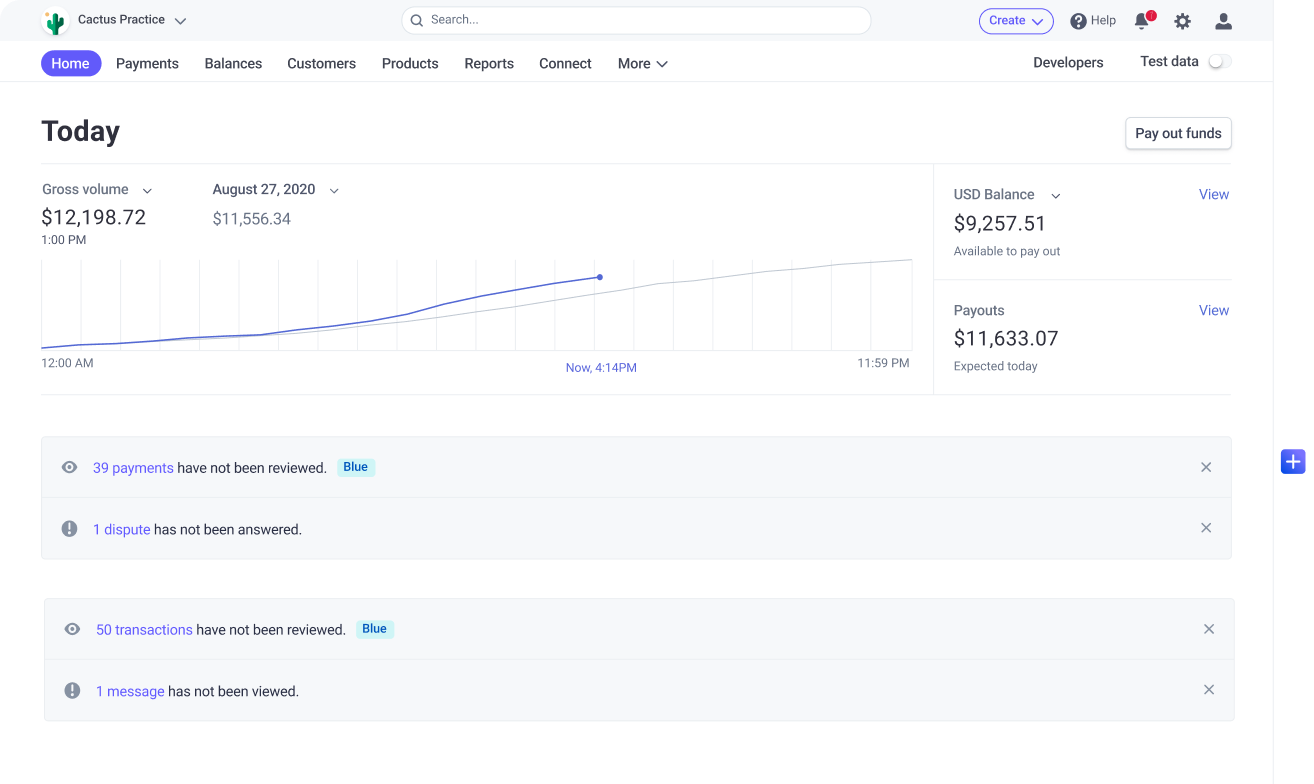 Cactus Practice
Search...
Create
Help
Home Payments Balances Customers Products Reports Connect More
Developers Test data
Today
Pay out funds
Gross volume
$12,198.72
1:00 PM
August 27, 2020
$11,556.34
12:00 AM
Now, 4:14PM
11:59 PM
USD Balance
View
$9,257.51
Available to pay out
Payouts
View
$11,633.07
Expected today
39 payments have not been reviewed. Blue
1 dispute has not been answered.
50 transactions have not been reviewed. Blue
1 message has not been viewed.